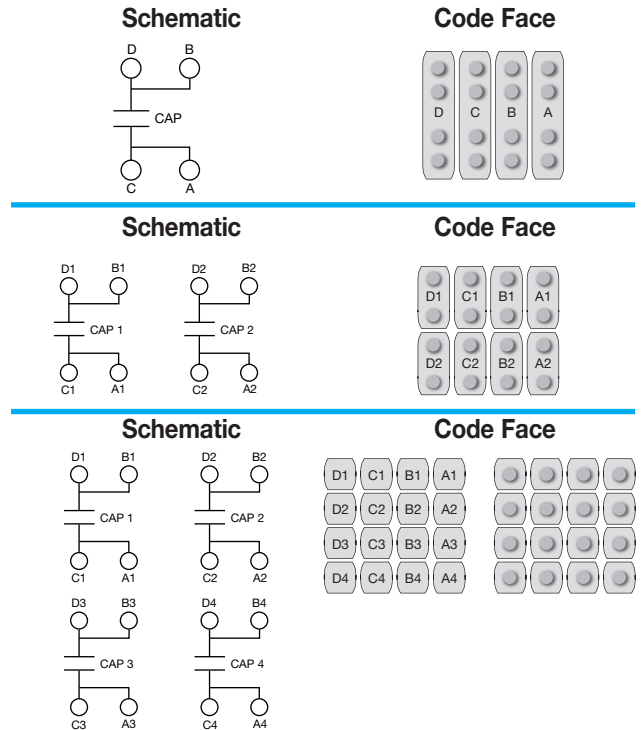 Schematic Code Face
D B
CAP
C A
D C B A
Schematic Code Face
D1 B1 D2 B2
CAP 1 CAP 2
C1 A1 C2 A2
D1 C1 B1 A1
D2 C2 B2 A2
Schematic Code Face
D1 B1 D2 B2
CAP 1 CAP 2
C1 A1 C2 A2
D3 B3 D4 B4
CAP 3 CAP 4
C3 A3 C4 A4
D1 C1 B1 A1
D2 C2 B2 A2
D3 C3 B3 A3
D4 C4 B4 A4